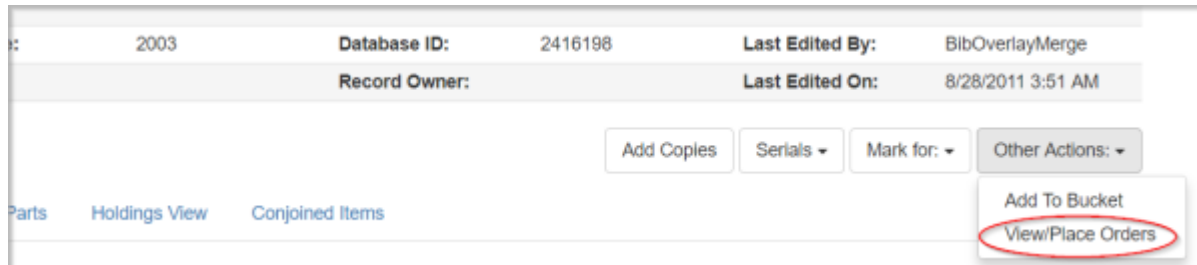 2003 Database ID: 2416198 Last Edited By: BibOverlayMerge
Record Owner: Last Edited On: 8/28/2011 3:51 AM
Add Copies Serials Mark for: Other Actions:
Add To Bucket
Parts Holdings View Conjoined Items
View/Place Orders